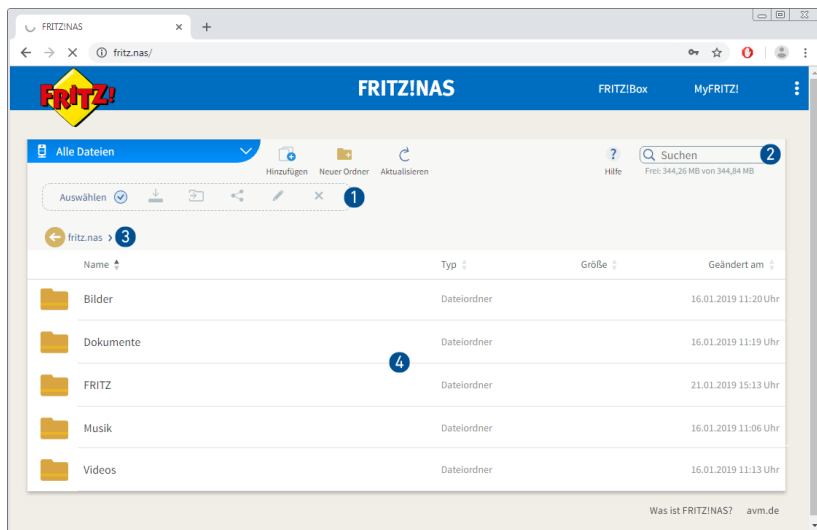 FRITZ!NAS
fritz.nas/
FRITZ!
FRITZ!NAS
FRITZ!Box
MyFRITZ!
Alle Dateien
Hinzufügen
Neuer Ordner
Aktualisieren
?
Hilfe
Suchen
2
Frei: 344,26 MB von 344,84 MB
Auswählen
1
fritz.nas
3
Name
Typ
Größe
Geändert am
Bilder Dateiordner 16.01.2019 11:20 Uhr
Dokumente Dateiordner 16.01.2019 11:19 Uhr
4
FRITZ Dateiordner 21.01.2019 15:13 Uhr
Musik Dateiordner 16.01.2019 11:06 Uhr
Videos Dateiordner 16.01.2019 11:13 Uhr
Was ist FRITZ!NAS? avm.de